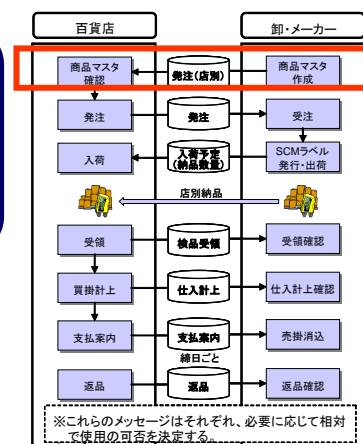 百貨店
卸・メーカー
商品マスタ
確認
発注(店別)
商品マスタ
作成
発注
発注
受注
入荷
入荷予定
(納品数量)
SCMラベル
発行・出荷
店別納品
受領
検品受領
受領確認
買掛計上
仕入計上
仕入計上確認
支払案内
支払案内
売掛消込
締日ごと
返品
返品
返品確認
※これらのメッセージはそれぞれ、必要に応じて相対
で使用の可否を決定する。